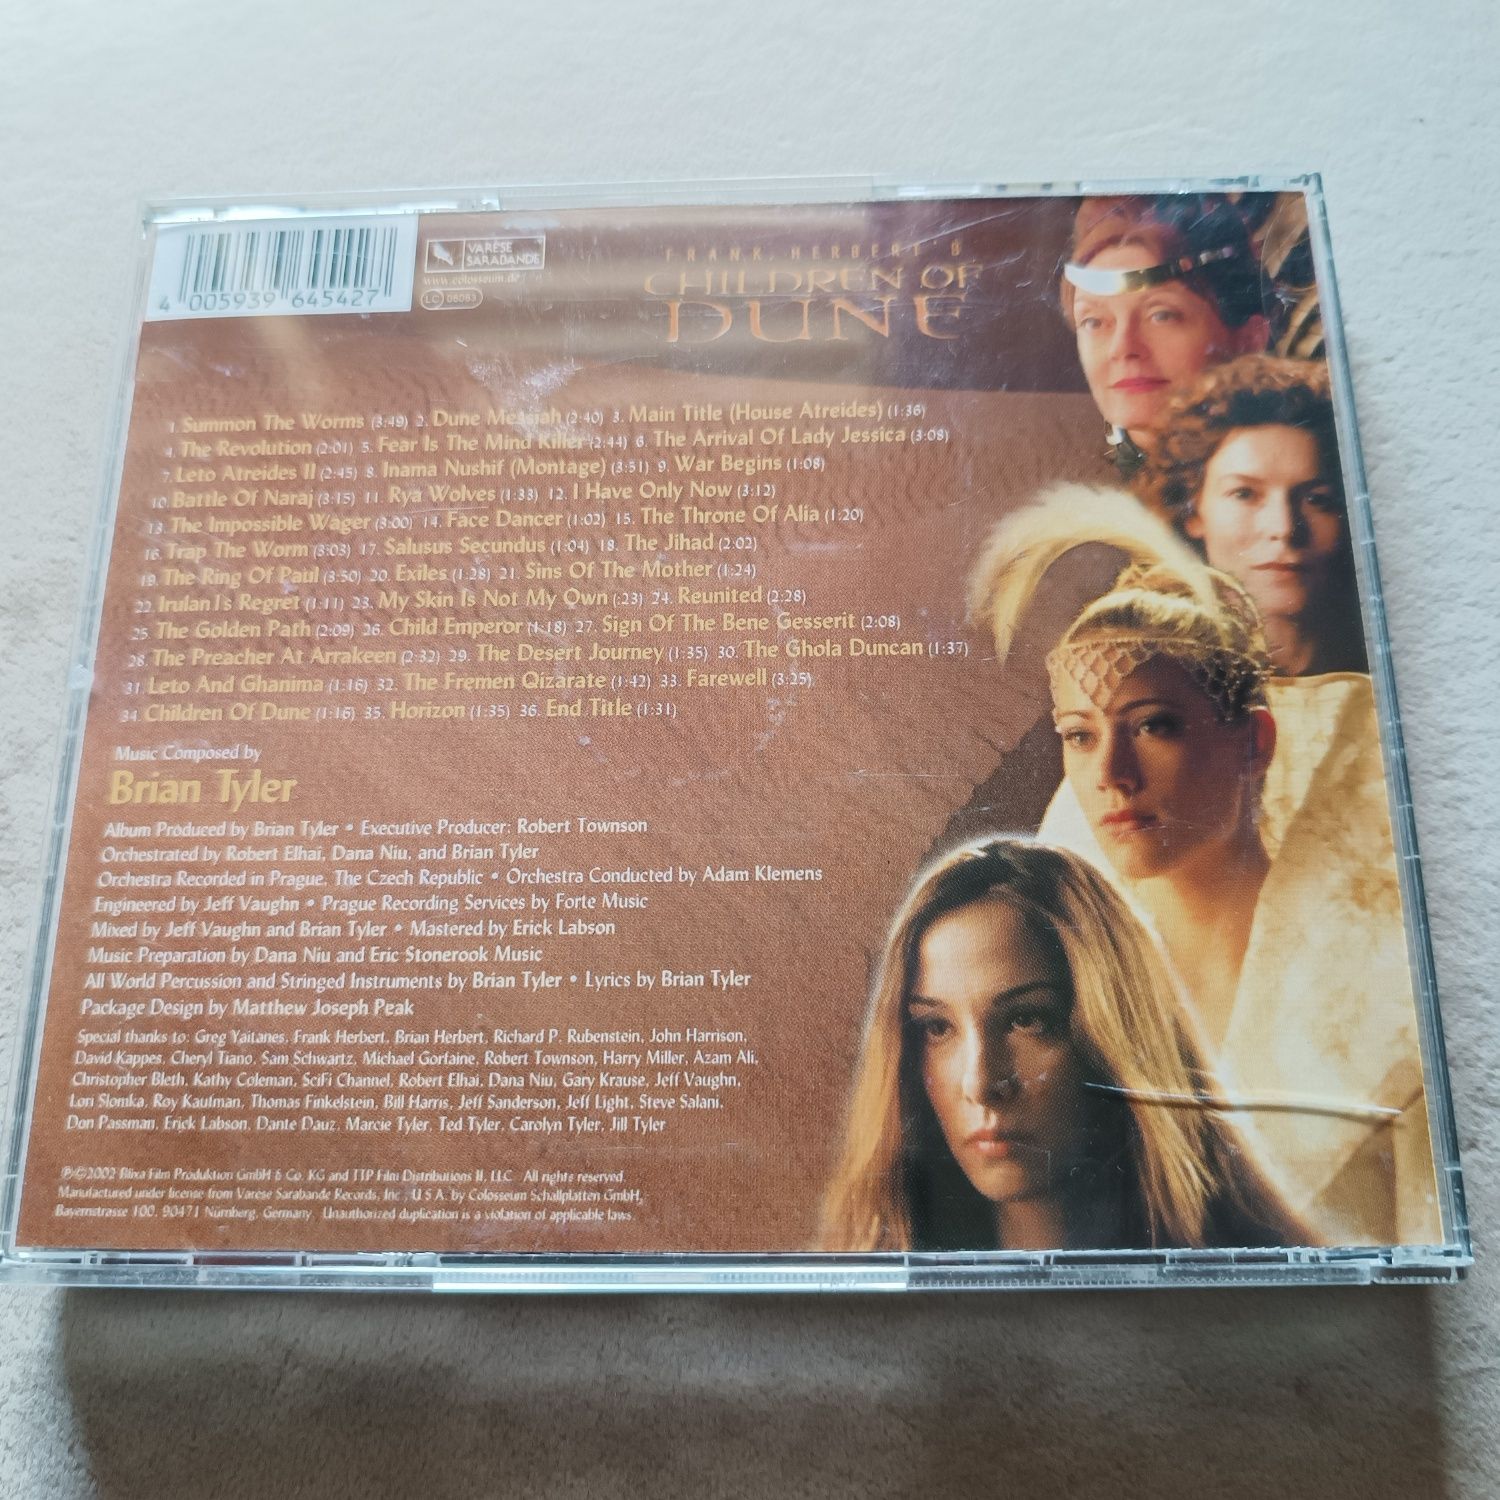 4 005939 645427
VARÈSE
SARABANDE
www.colosseum.de
LC 06083
FRANK HERBERT'S
CHILDREN OF
DUNE
1. Summon The Worms (3:49) 2. Dune Messiah (2:40) 3. Main Title (House Atreides) (1:36)
4. The Revolution (2:01) 5. Fear Is The Mind Killer (2:44) 6. The Arrival Of Lady Jessica (3:08)
7. Leto Atreides II (2:45) 8. Inama Nushif (Montage) (3:51) 9. War Begins (1:08)
10. Battle Of Naraj (3:15) 11. Rya Wolves (1:33) 12. I Have Only Now (3:12)
13. The Impossible Wager (3:00) 14. Face Dancer (1:02) 15. The Throne Of Alia (1:20)
16. Trap The Worm (3:03) 17. Salusus Secundus (1:04) 18. The Jihad (2:02)
19. The Ring Of Paul (3:50) 20. Exiles (1:28) 21. Sins Of The Mother (1:24)
22. Irulan1s Regret (1:11) 23. My Skin Is Not My Own (:23) 24. Reunited (2:28)
25. The Golden Path (2:09) 26. Child Emperor (1:18) 27. Sign Of The Bene Gesserit (2:08)
28. The Preacher At Arrakeen (2:32) 29. The Desert Journey (1:35) 30. The Ghola Duncan (1:37)
31. Leto And Ghanima (1:16) 32. The Fremen Qizarate (1:42) 33. Farewell (3:25)
34. Children Of Dune (1:16) 35. Horizon (1:35) 36. End Title (1:31)
Music Composed by
Brian Tyler
Album Produced by Brian Tyler • Executive Producer: Robert Townson
Orchestrated by Robert Elhai, Dana Niu, and Brian Tyler
Orchestra Recorded in Prague, The Czech Republic • Orchestra Conducted by Adam Klemens
Engineered by Jeff Vaughn • Prague Recording Services by Forte Music
Mixed by Jeff Vaughn and Brian Tyler • Mastered by Erick Labson
Music Preparation by Dana Niu and Eric Stonerook Music
All World Percussion and Stringed Instruments by Brian Tyler • Lyrics by Brian Tyler
Package Design by Matthew Joseph Peak
Special thanks to: Greg Yaitanes, Frank Herbert, Brian Herbert, Richard P. Rubenstein, John Harrison,
David Kappes, Cheryl Tiano, Sam Schwartz, Michael Gorfaine, Robert Townson, Harry Miller, Azam Ali,
Christopher Bleth, Kathy Coleman, SciFi Channel, Robert Elhai, Dana Niu, Gary Krause, Jeff Vaughn,
Lori Slomka, Roy Kaufman, Thomas Finkelstein, Bill Harris, Jeff Sanderson, Jeff Light, Steve Salani,
Don Passman, Erick Labson, Dante Dauz, Marcie Tyler, Ted Tyler, Carolyn Tyler, Jill Tyler
℗©2002 Blixa Film Produktion GmbH & Co. KG and TTP Film Distributions II, LLC. All rights reserved.
Manufactured under license from Varese Sarabande Records, Inc., U.S.A. by Colosseum Schallplatten GmbH,
Bayernstrasse 100, 90471 Nürnberg, Germany. Unauthorized duplication is a violation of applicable laws.